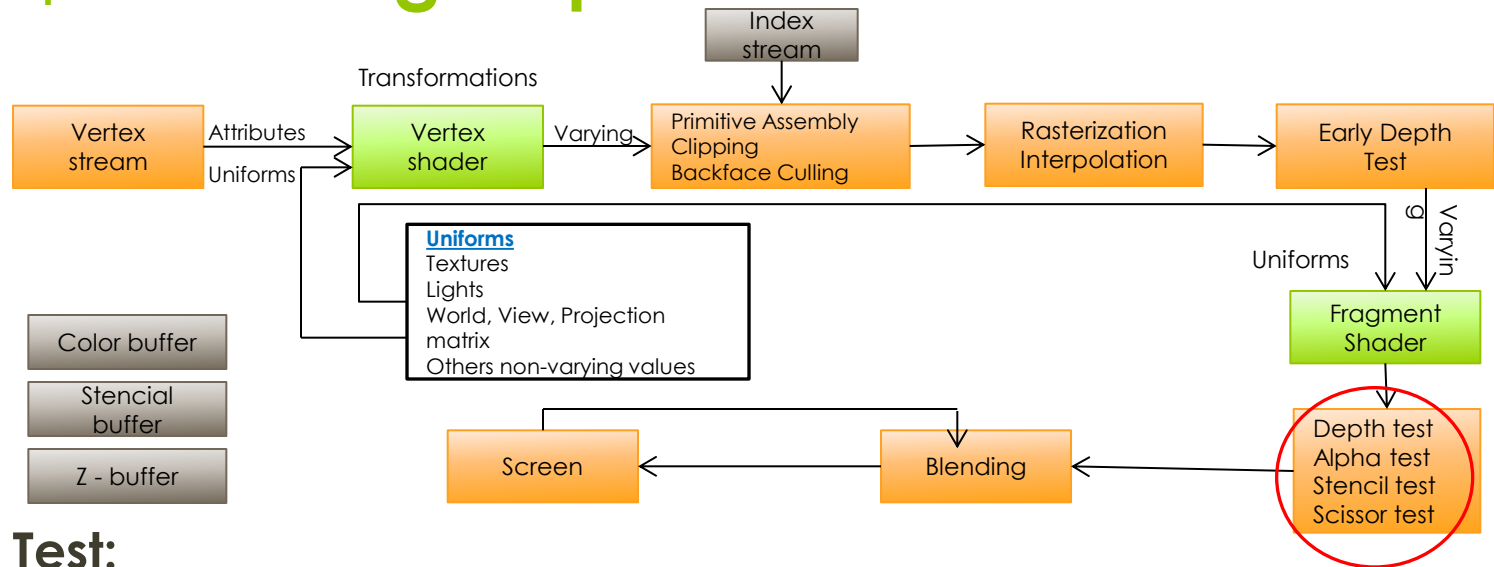 Index
stream
Transformations
Vertex
stream
Attributes
Uniforms
Vertex
shader
Varying
Primitive Assembly
Clipping
Backface Culling
Rasterization
Interpolation
Early Depth
Test
Varyin
g
Uniforms
Uniforms
Textures
Lights
World, View, Projection
matrix
Others non-varying values
Fragment
Shader
Color buffer
Stencial
buffer
Z - buffer
Screen
Blending
Depth test
Alpha test
Stencil test
Scissor test
Test: